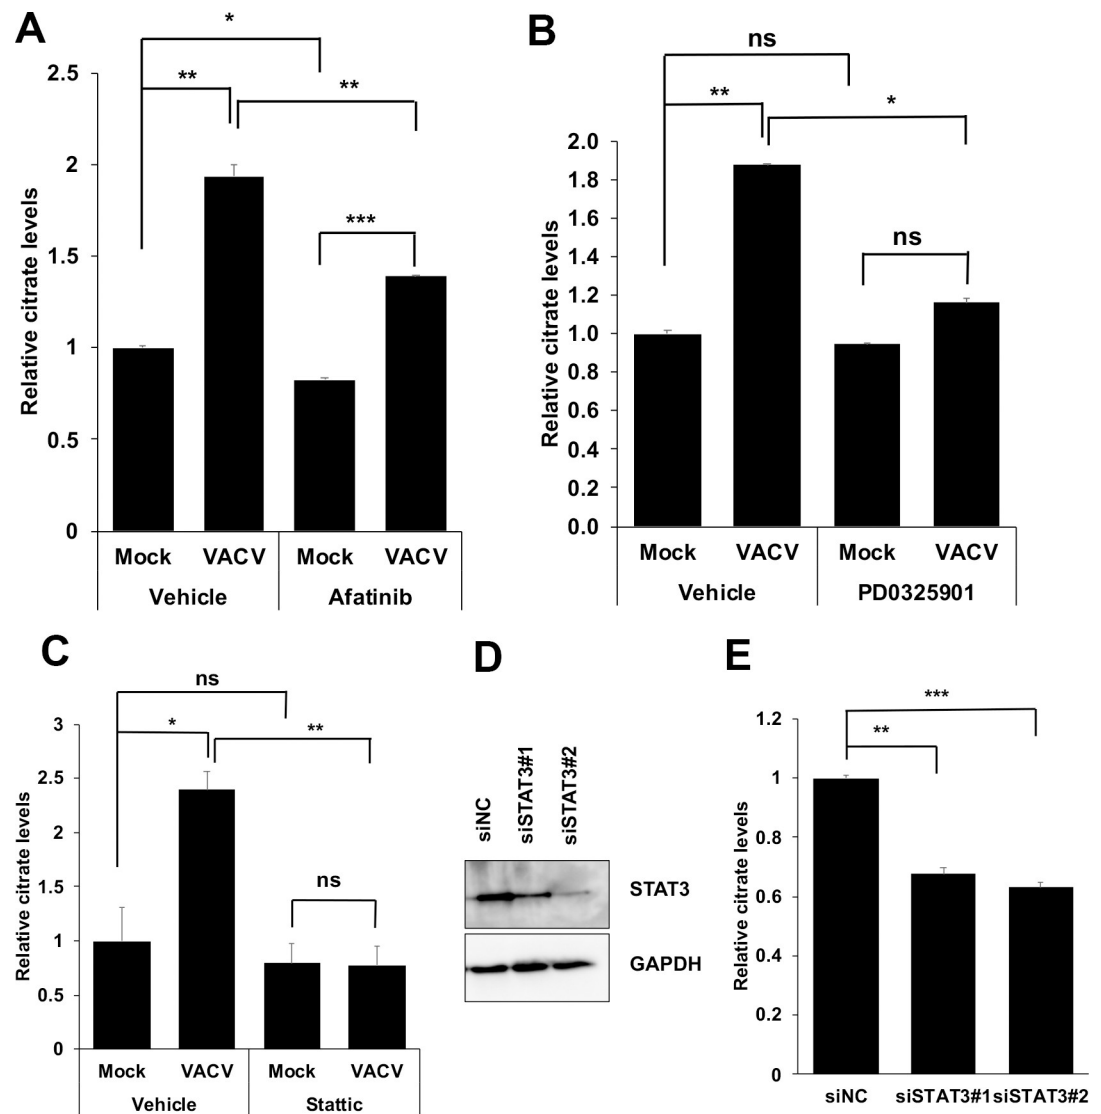 A
*
**
**
***
2.5
2
1.5
1
0.5
0
Relative citrate levels
Mock VACV Mock VACV
Vehicle Afatinib
B
ns
**
*
ns
2.0
1.8
1.6
1.4
1.2
1.0
0.8
0.6
0.4
0.2
0.0
Relative citrate levels
Mock VACV Mock VACV
Vehicle PD0325901
C
ns
*
**
ns
3
2.5
2
1.5
1
0.5
0
Relative citrate levels
Mock VACV Mock VACV
Vehicle Stattic
D
siNC
siSTAT3#1
siSTAT3#2
STAT3
GAPDH
E
***
**
1.2
1
0.8
0.6
0.4
0.2
0
Relative citrate levels
siNC siSTAT3#1 siSTAT3#2